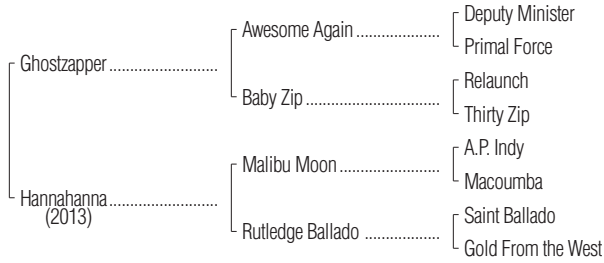 Deputy Minister
Awesome Again ....................
Primal Force
Ghostzapper ..........................
Relaunch
Baby Zip ................................
Thirty Zip
A.P. Indy
Malibu Moon ........................
Macoumba
Hannahanna ..........................
(2013)
Saint Ballado
Rutledge Ballado ..................
Gold From the West